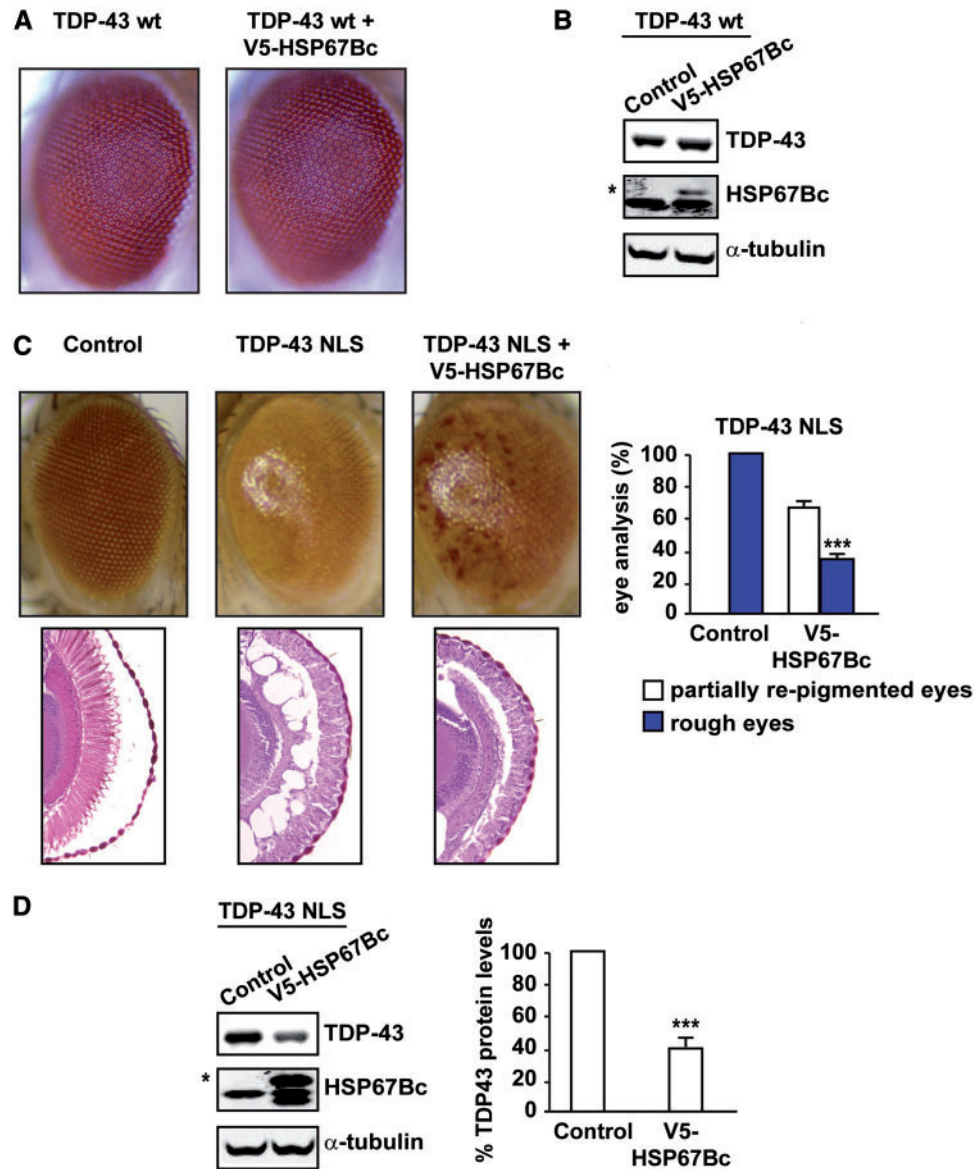 A
TDP-43 wt
TDP-43 wt +
V5-HSP67Bc
B
TDP-43 wt
Control
V5-HSP67Bc
TDP-43
*
HSP67Bc
α-tubulin
C
Control
TDP-43 NLS
TDP-43 NLS +
V5-HSP67Bc
TDP-43 NLS
eye analysis (%)
100
80
60
40
20
0
***
Control
V5-
HSP67Bc
partially re-pigmented eyes
rough eyes
D
TDP-43 NLS
Control
V5-HSP67Bc
TDP-43
*
HSP67Bc
α-tubulin
% TDP43 protein levels
100
80
60
40
20
0
***
Control
V5-
HSP67Bc